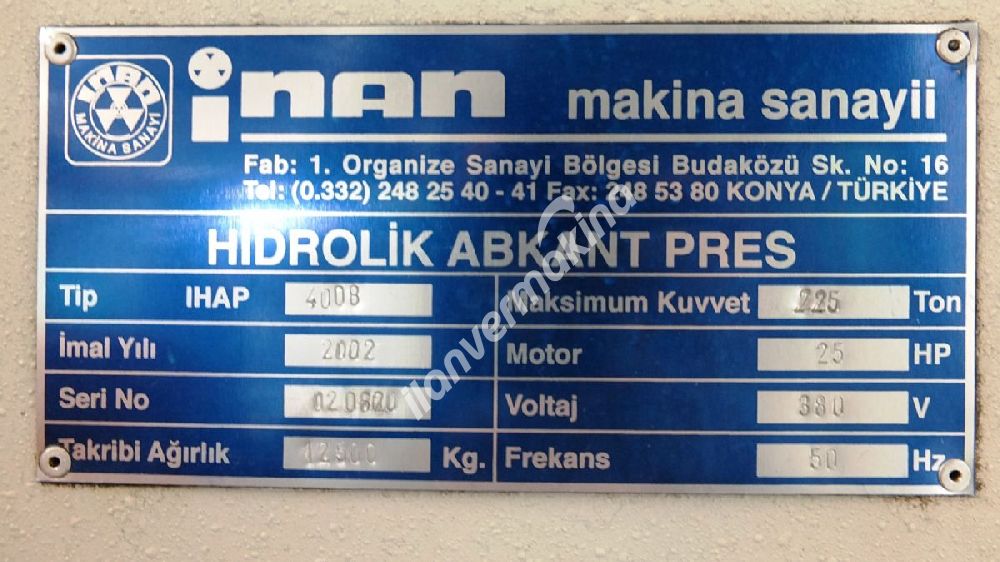 inan
MAKİNA SANAYİ
inan makina sanayii
Fab: 1. Organize Sanayi Bölgesi Budaközü Sk. No: 16
Tel: (0.332) 248 25 40 - 41 Fax: 248 53 80 KONYA / TÜRKİYE
HİDROLİK ABKANT PRES
Tip IHAP 400B Maksimum Kuvvet 225 Ton
İmal Yılı 2002 Motor 25 HP
Seri No Voltaj 380 V
Takribi Ağırlık 12500 Kg. Frekans 50 Hz
ilanvermakina